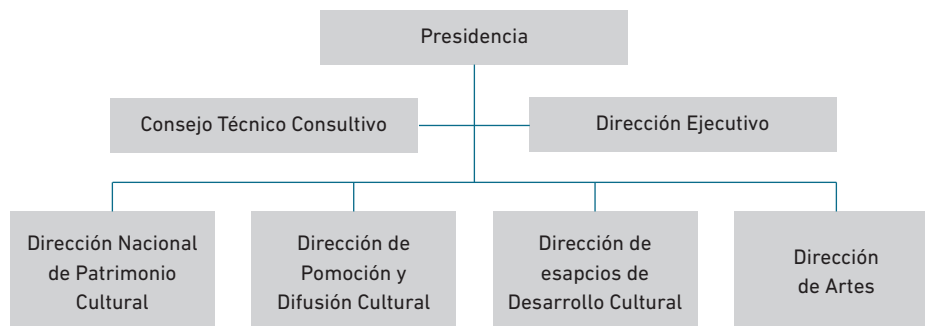 Presidencia
Consejo Técnico Consultivo
Dirección Ejecutivo
Dirección Nacional
de Patrimonio
Cultural
Dirección de
Pomoción y
Difusión Cultural
Dirección de
esapcios de
Desarrollo Cultural
Dirección
de Artes